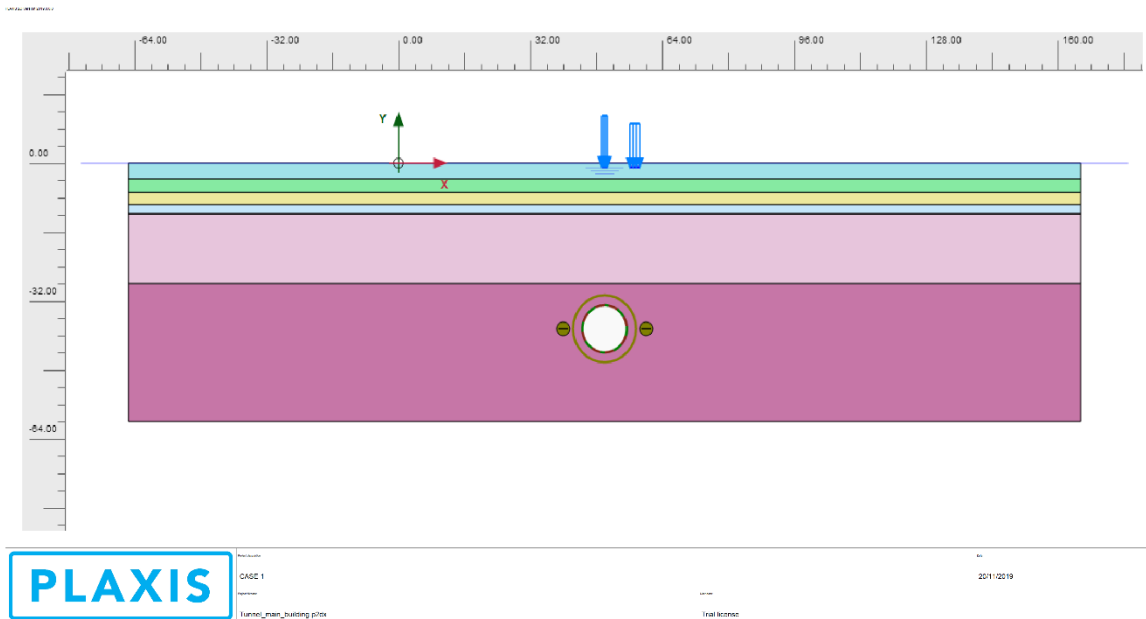 -64.00
-32.00
0.00
32.00
64.00
96.00
128.00
160.00
Y
0.00
X
-32.00
-64.00
PLAXIS
CASE 1
20/11/2019
Tunnel_main_building.p2dx
Trial license